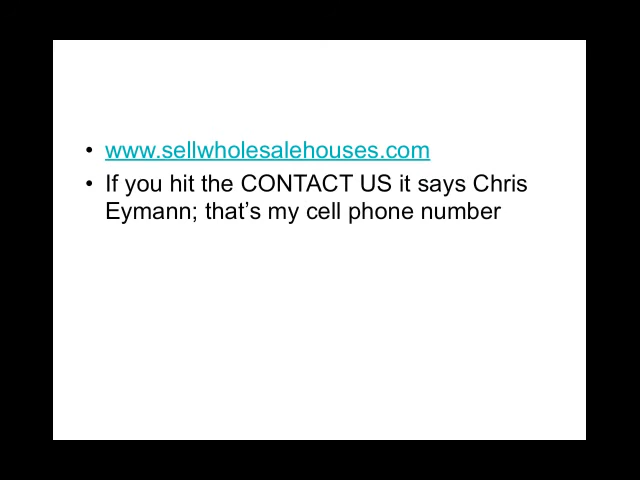 • www.sellwholesalehouses.com
• If you hit the CONTACT US it says Chris
Eymann; that’s my cell phone number